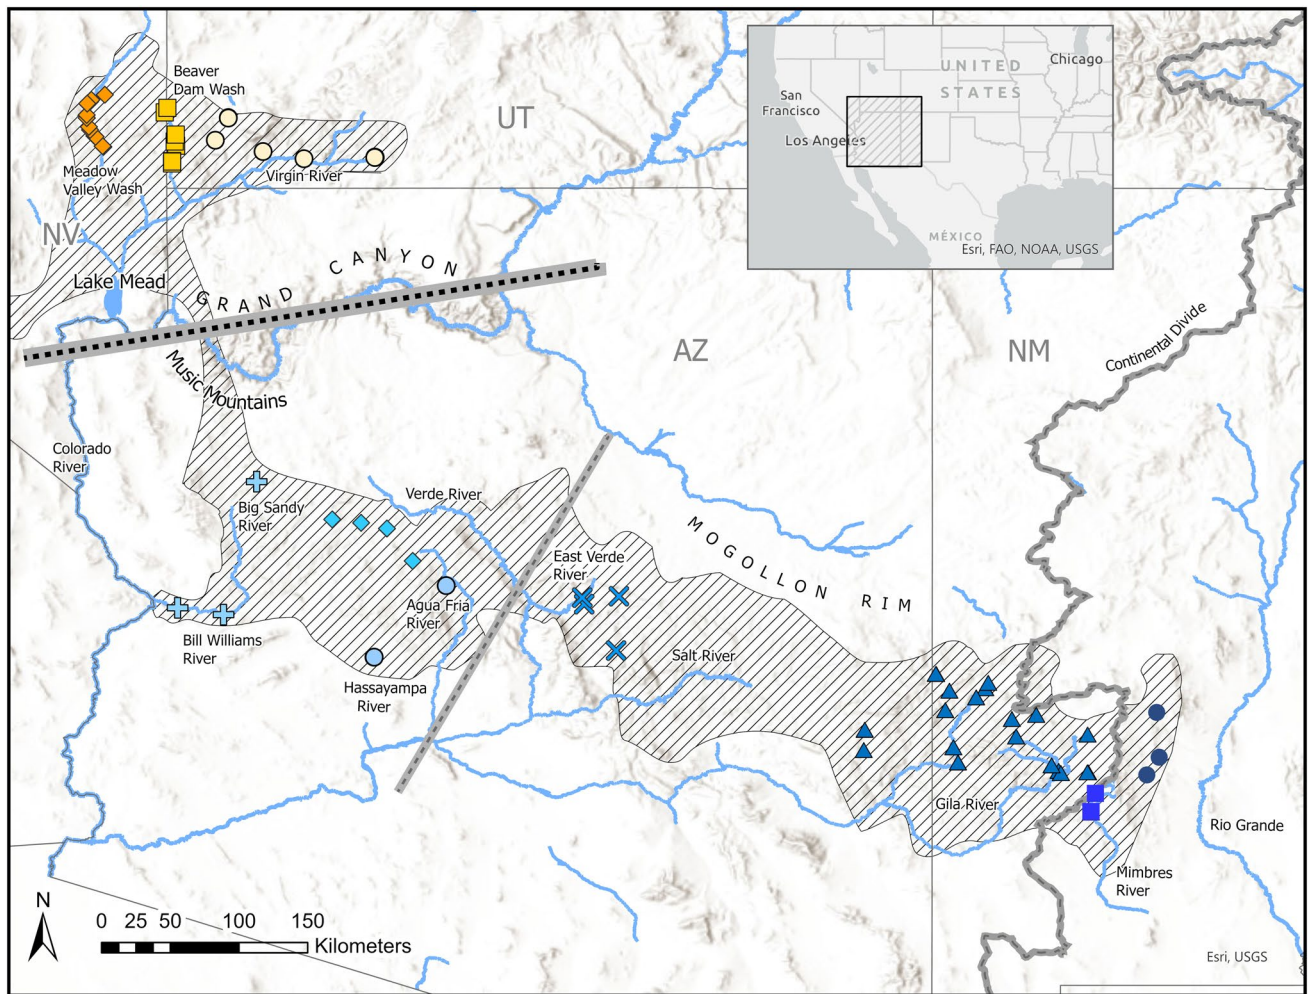 Beaver
Dam Wash
UT
UNITED
STATES
Chicago
San
Francisco
Los Angeles
MÉXICO
Esri, FAO, NOAA, USGS
Meadow
Valley Wash
Virgin River
NV
Lake Mead
GRAND CANYON
Music Mountains
AZ
NM
Continental Divide
Colorado
River
Big Sandy
River
Verde River
MOGOLLON RIM
East Verde
River
Agua Fria
River
Bill Williams
River
Hassayampa
River
Salt River
Gila River
Rio Grande
Mimbres
River
N
0 25 50 100 150
Kilometers
Esri, USGS